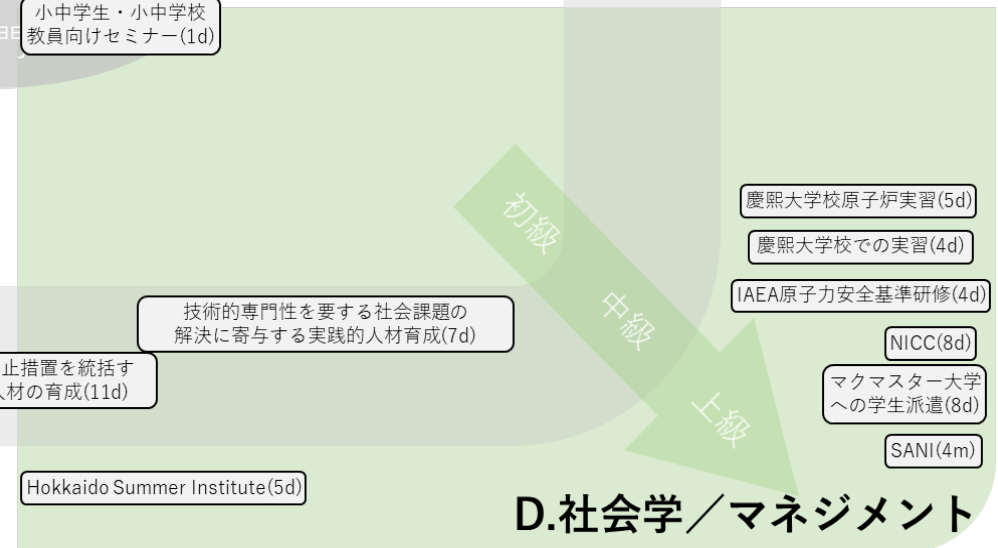 小中学生・小中学校
教員向けセミナー(1d)
初級
中級
上級
慶熙大学校原子炉実習(5d)
慶熙大学校での実習(4d)
IAEA原子力安全基準研修(4d)
NICC(8d)
マクマスター大学
への学生派遣(8d)
SANI(4m)
技術的専門性を要する社会課題の
解決に寄与する実践的人材育成(7d)
止措置を統括す
人材の育成(11d)
Hokkaido Summer Institute(5d)
D.社会学／マネジメント